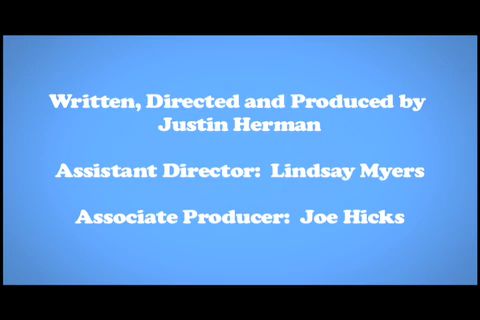 Written, Directed and Produced by
Justin Herman
Assistant Director: Lindsay Myers
Associate Producer: Joe Hicks